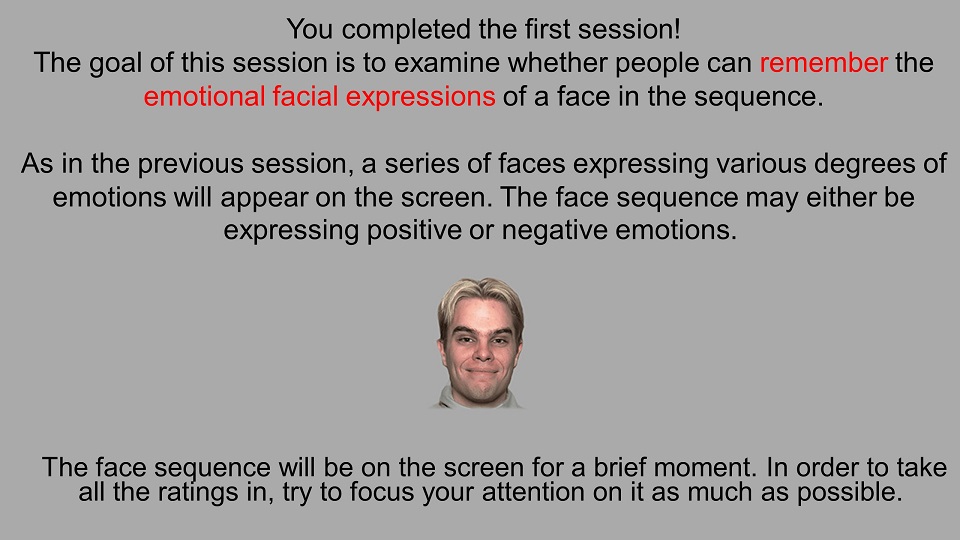 You completed the first session!
The goal of this session is to examine whether people can remember the
emotional facial expressions of a face in the sequence.
As in the previous session, a series of faces expressing various degrees of
emotions will appear on the screen. The face sequence may either be
expressing positive or negative emotions.
The face sequence will be on the screen for a brief moment. In order to take
all the ratings in, try to focus your attention on it as much as possible.